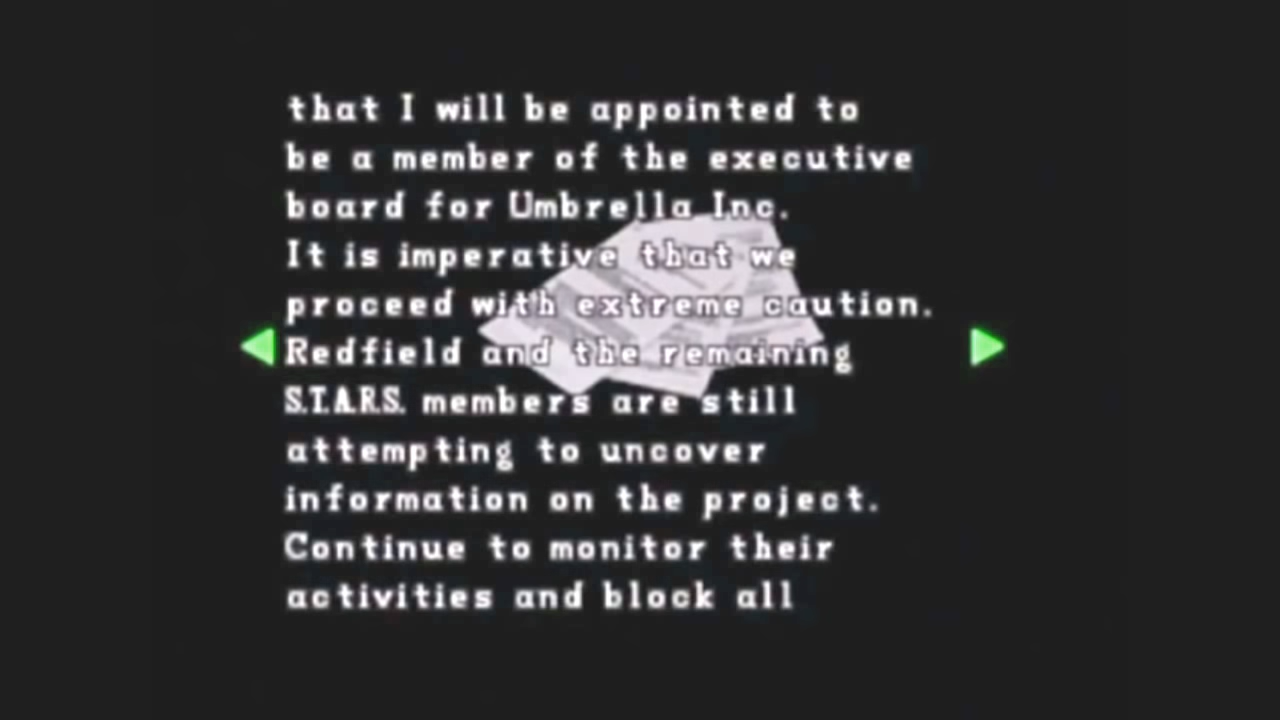 that I will be appointed to
be a member of the executive
board for Umbrella Inc.
It is imperative that we
proceed with extreme caution.
Redfield and the remaining
S.T.A.R.S. members are still
attempting to uncover
information on the project.
Continue to monitor their
activities and block all